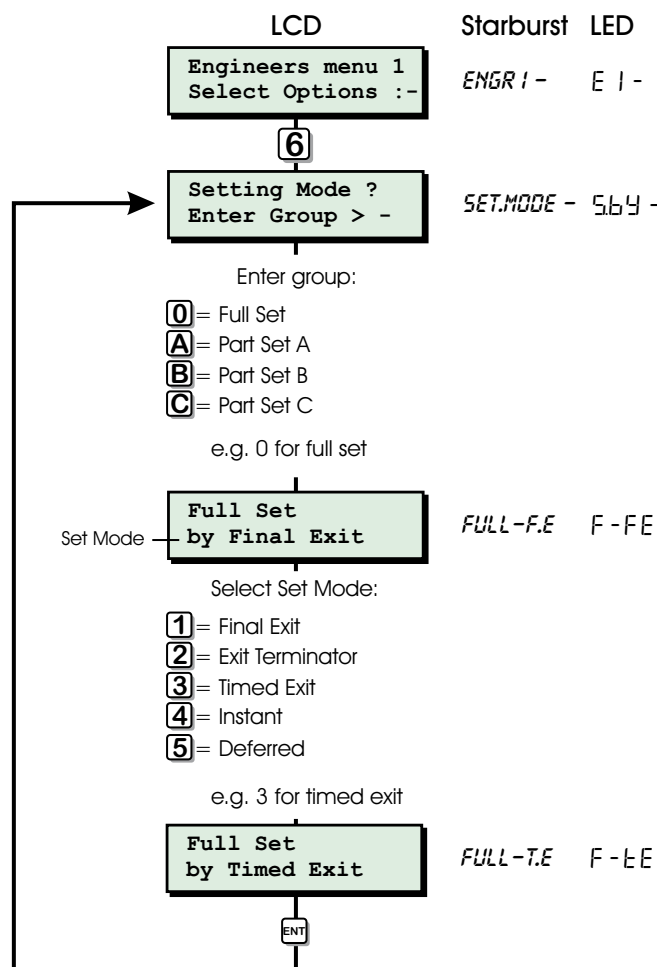 LCD Starburst LED
Engineers menu 1
Select Options :-
ENGR1- E 1-
6
Setting Mode ?
Enter Group > -
SET.MODE - S.bY -
Enter group:
0 = Full Set
A = Part Set A
B = Part Set B
C = Part Set C
e.g. 0 for full set
Full Set
by Final Exit
Set Mode
FULL-F.E F-FE
Select Set Mode:
1 = Final Exit
2 = Exit Terminator
3 = Timed Exit
4 = Instant
5 = Deferred
e.g. 3 for timed exit
Full Set
by Timed Exit
FULL-T.E F-tE
ENT